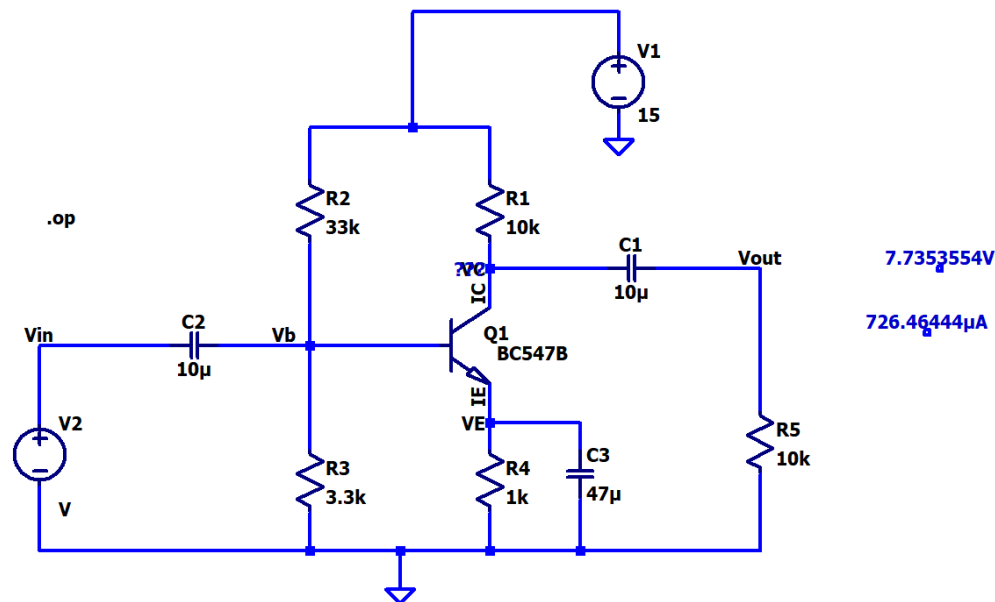 V1
15
R2
33k
R1
10k
.op
???
VC
IC
C1
10µ
Vout
7.7353554V
726.46444µA
Vin
C2
10µ
Vb
Q1
BC547B
IE
VE
V2
V
R3
3.3k
R4
1k
C3
47µ
R5
10k